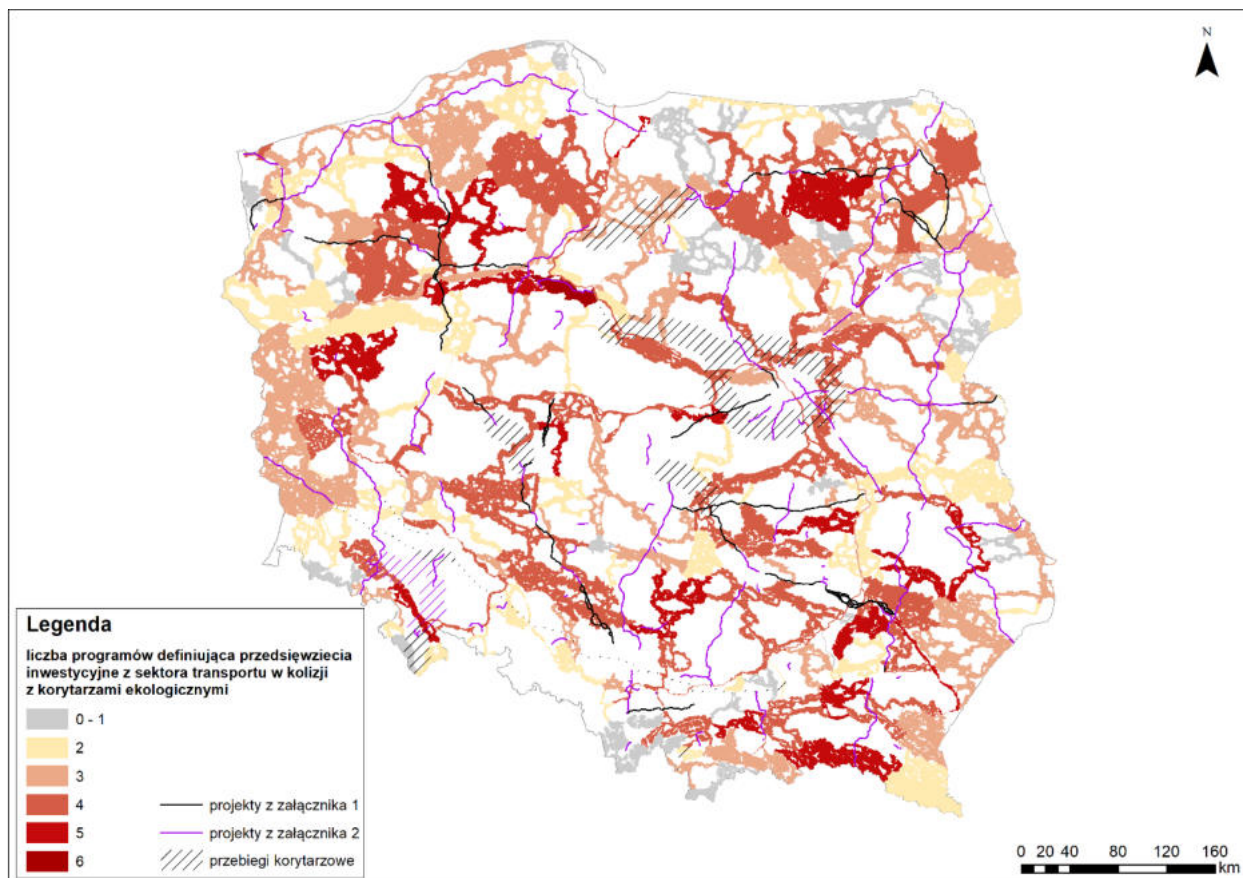 N
Legenda
liczba programów definiująca przedsięwziecia
inwestycyjne z sektora transportu w kolizji
z korytarzami ekologicznymi
0 - 1
2
3
4
5
6
projekty z załącznika 1
projekty z załącznika 2
przebiegi korytarzowe
0 10 20 40 80 120 160
km